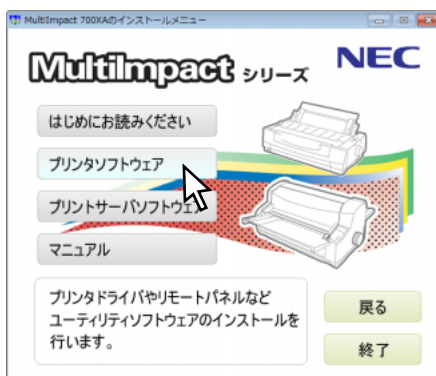 MultiImpact 700XAのインストールメニュー
MultiImpact シリーズ
NEC
はじめにお読みください
プリンタソフトウェア
プリントサーバソフトウェア
マニュアル
プリンタドライバやリモートパネルなど
ユーティリティソフトウェアのインストールを
行います。
戻る
終了